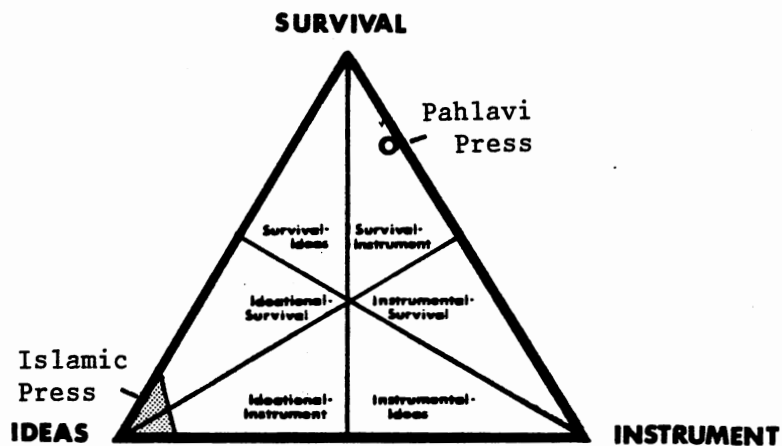 SURVIVAL
Pahlavi
Press
Survival-
Ideas
Survival-
Instrument
Ideational-
Survival
Instrumental-
Survival
Islamic
Press
Ideational-
Instrument
Instrumental-
Ideas
IDEAS
INSTRUMENT